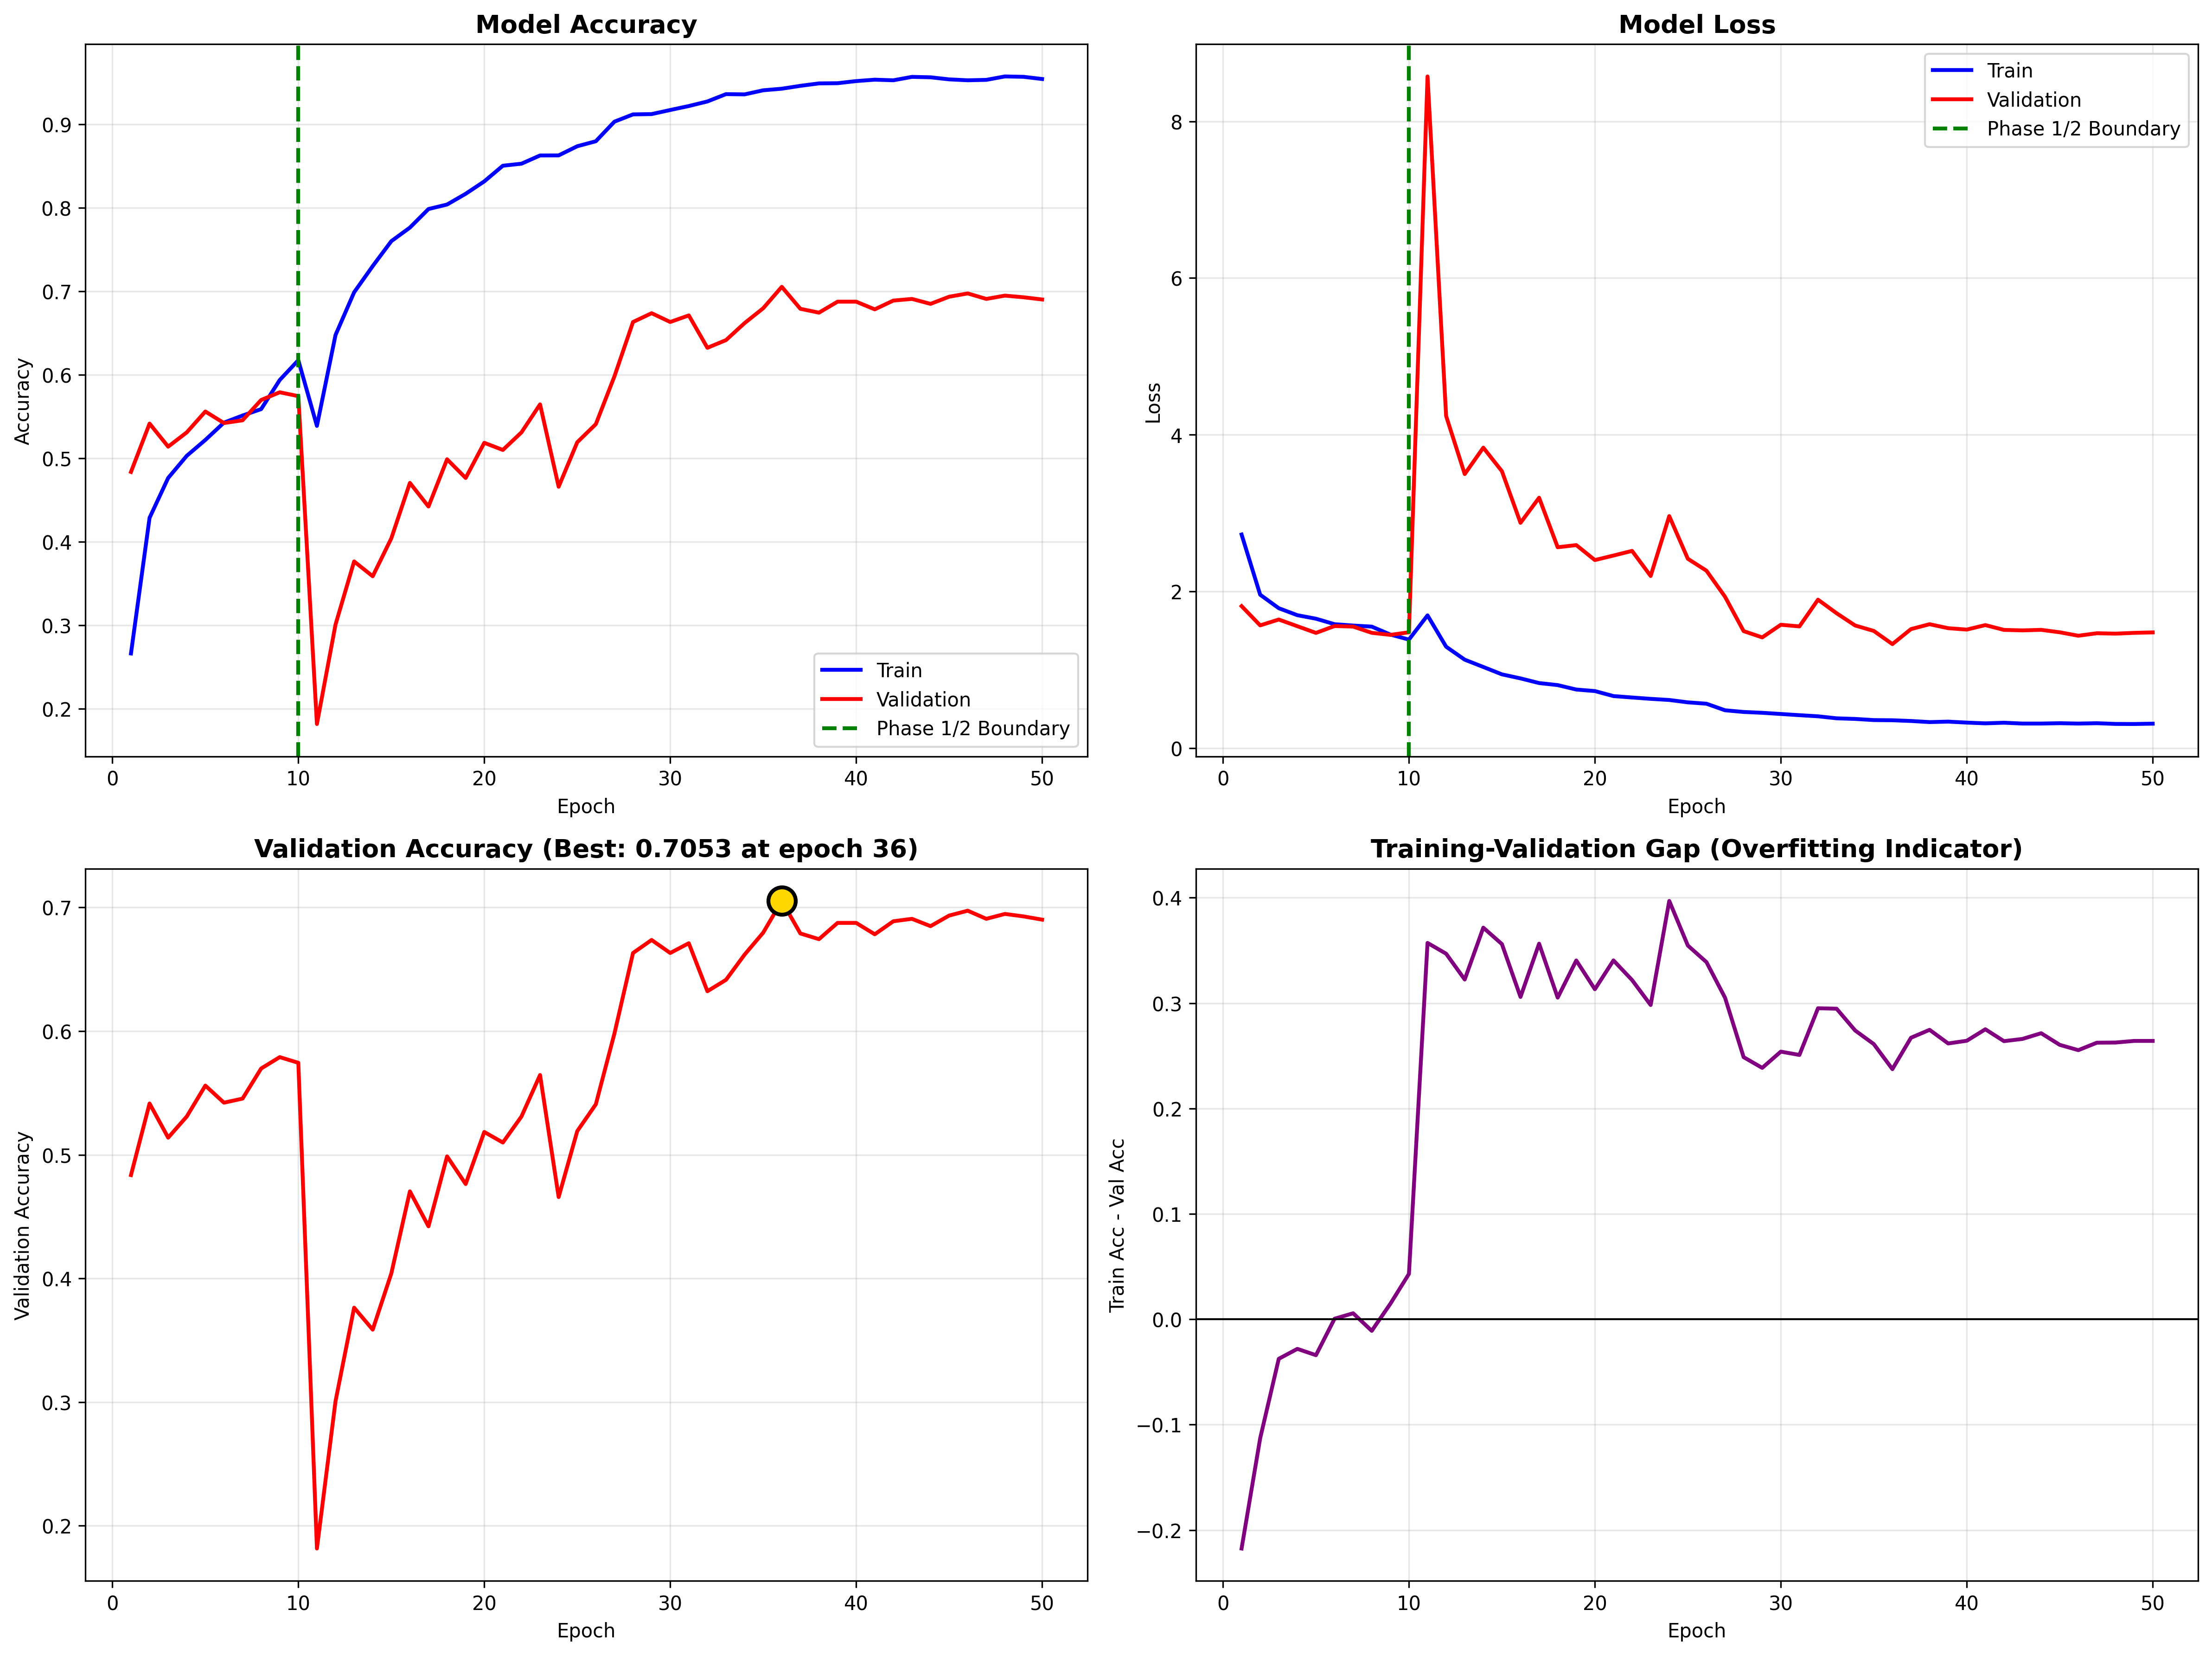 Model Accuracy
Accuracy
0.9
0.8
0.7
0.6
0.5
0.4
0.3
0.2
Train
Validation
Phase 1/2 Boundary
0 10 20 30 40 50
Epoch
Model Loss
Loss
8
6
4
2
0
Train
Validation
Phase 1/2 Boundary
0 10 20 30 40 50
Epoch
Validation Accuracy (Best: 0.7053 at epoch 36)
Validation Accuracy
0.7
0.6
0.5
0.4
0.3
0.2
0 10 20 30 40 50
Epoch
Training-Validation Gap (Overfitting Indicator)
Train Acc - Val Acc
0.4
0.3
0.2
0.1
0.0
−0.1
−0.2
0 10 20 30 40 50
Epoch